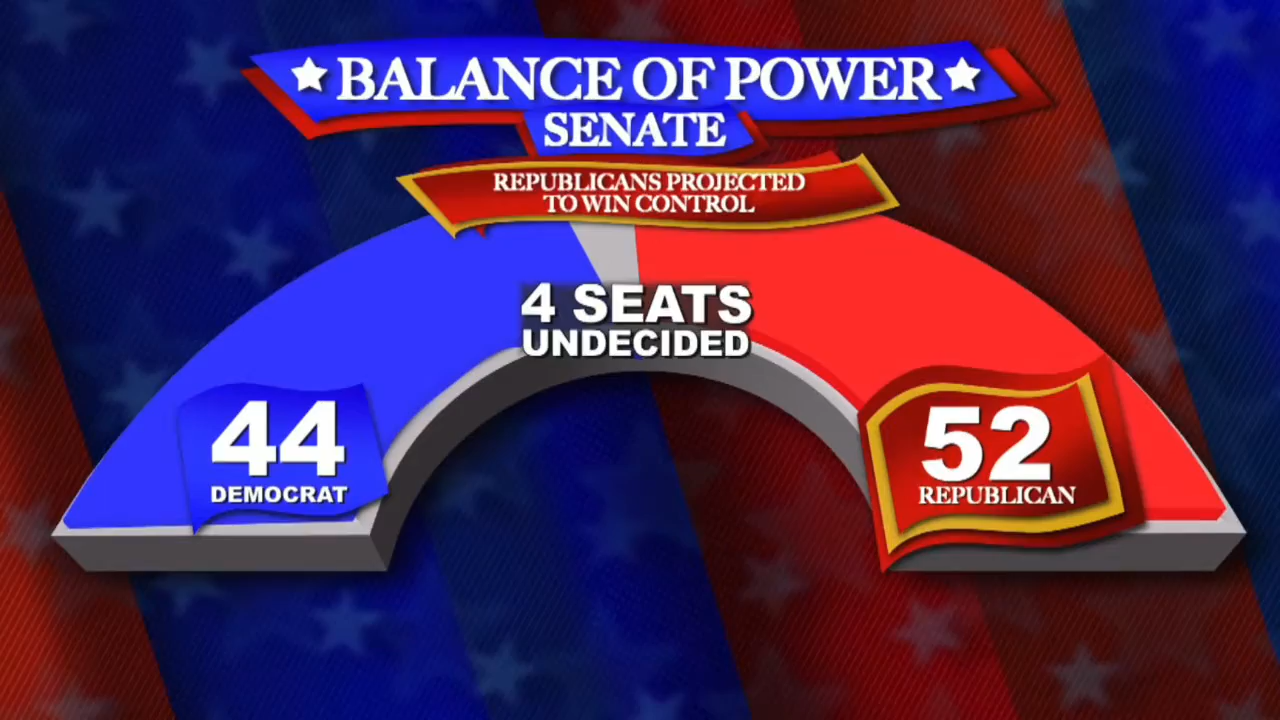 BALANCE OF POWER
SENATE
REPUBLICANS PROJECTED
TO WIN CONTROL
4 SEATS
UNDECIDED
44
DEMOCRAT
52
REPUBLICAN